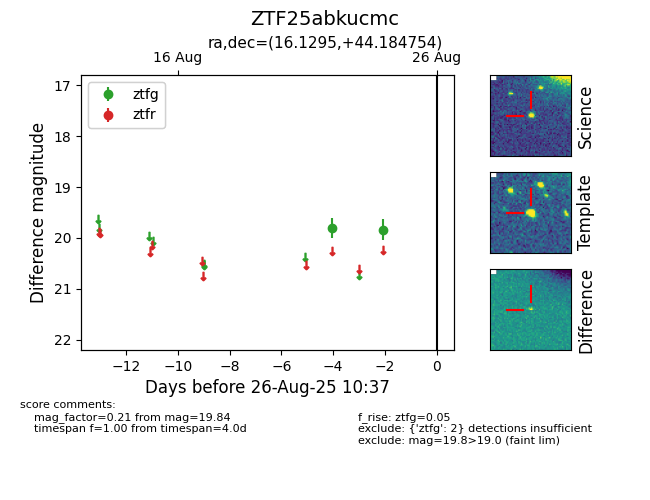 ZTF25abkucmc
ra,dec=(16.1295,+44.184754)
16 Aug
26 Aug
ztfg
ztfr
17
18
19
20
21
22
Difference magnitude
−12
−10
−8
−6
−4
−2
0
Days before 26-Aug-25 10:37
Science
Template
Difference
score comments:
mag_factor=0.21 from mag=19.84
timespan f=1.00 from timespan=4.0d
f_rise: ztfg=0.05
exclude: {'ztfg': 2} detections insufficient
exclude: mag=19.8>19.0 (faint lim)